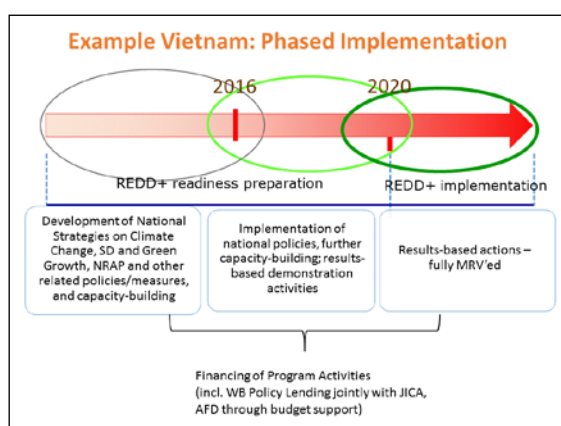 Example Vietnam: Phased Implementation
2016
2020
REDD+ readiness preparation
REDD+ implementation
Development of National
Strategies on Climate
Change, SD and Green
Growth, NRAP and other
related policies/measures,
and capacity-building
Implementation of
national policies, further
capacity-building; results-
based demonstration
activities
Results-based actions –
fully MRV'ed
Financing of Program Activities
(incl. WB Policy Lending jointly with JICA,
AFD through budget support)